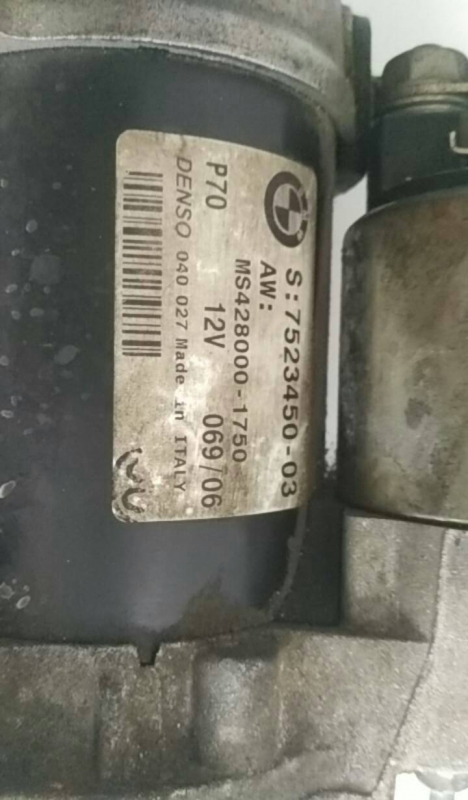 S:7523450-03
AW:
MS428000-1750
P70 12V 069/06
DENSO 040 027 Made in ITALY